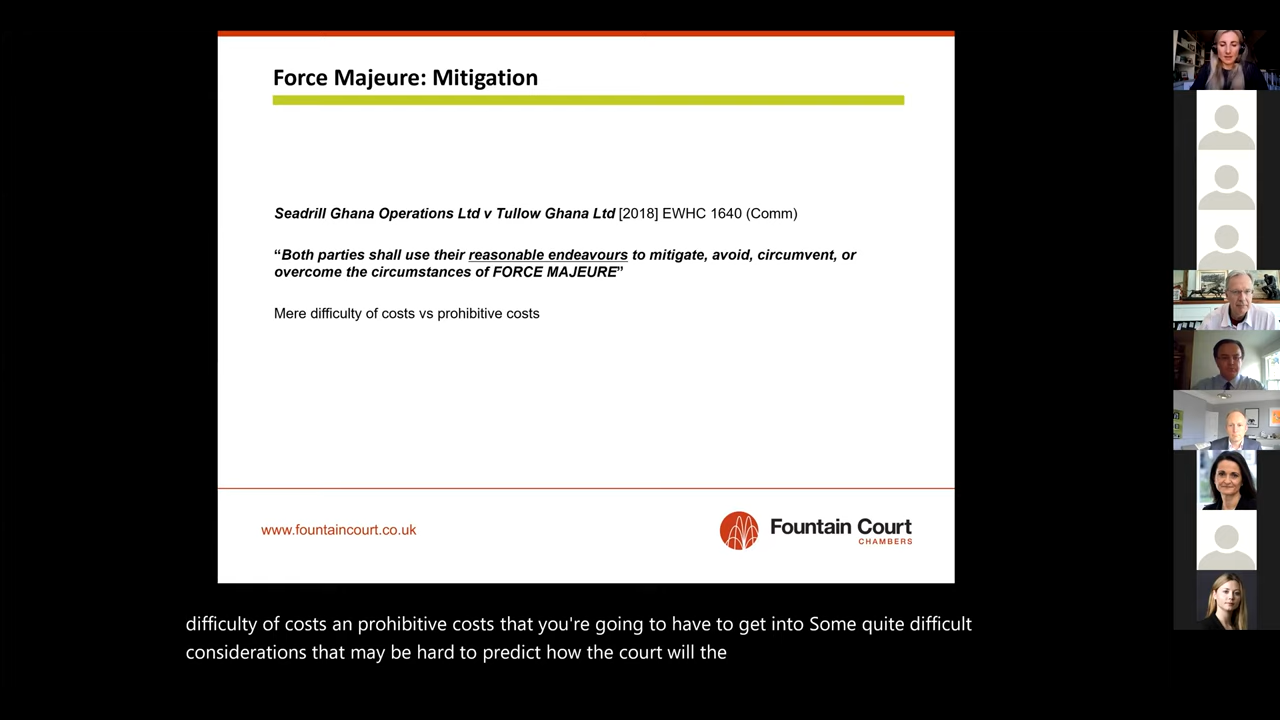 Force Majeure: Mitigation
Seadrill Ghana Operations Ltd v Tullow Ghana Ltd [2018] EWHC 1640 (Comm)
“Both parties shall use their reasonable endeavours to mitigate, avoid, circumvent, or
overcome the circumstances of FORCE MAJEURE”
Mere difficulty of costs vs prohibitive costs
www.fountaincourt.co.uk
Fountain Court
CHAMBERS
difficulty of costs an prohibitive costs that you're going to have to get into Some quite difficult
considerations that may be hard to predict how the court will the